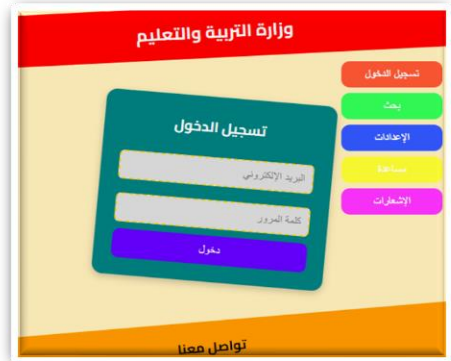 وزارة التربية والتعليم
تسجيل الدخول
بحث
الإعدادات
مساعدة
الإشعارات
تسجيل الدخول
البريد الإلكتروني
كلمة المرور
دخول
تواصل معنا